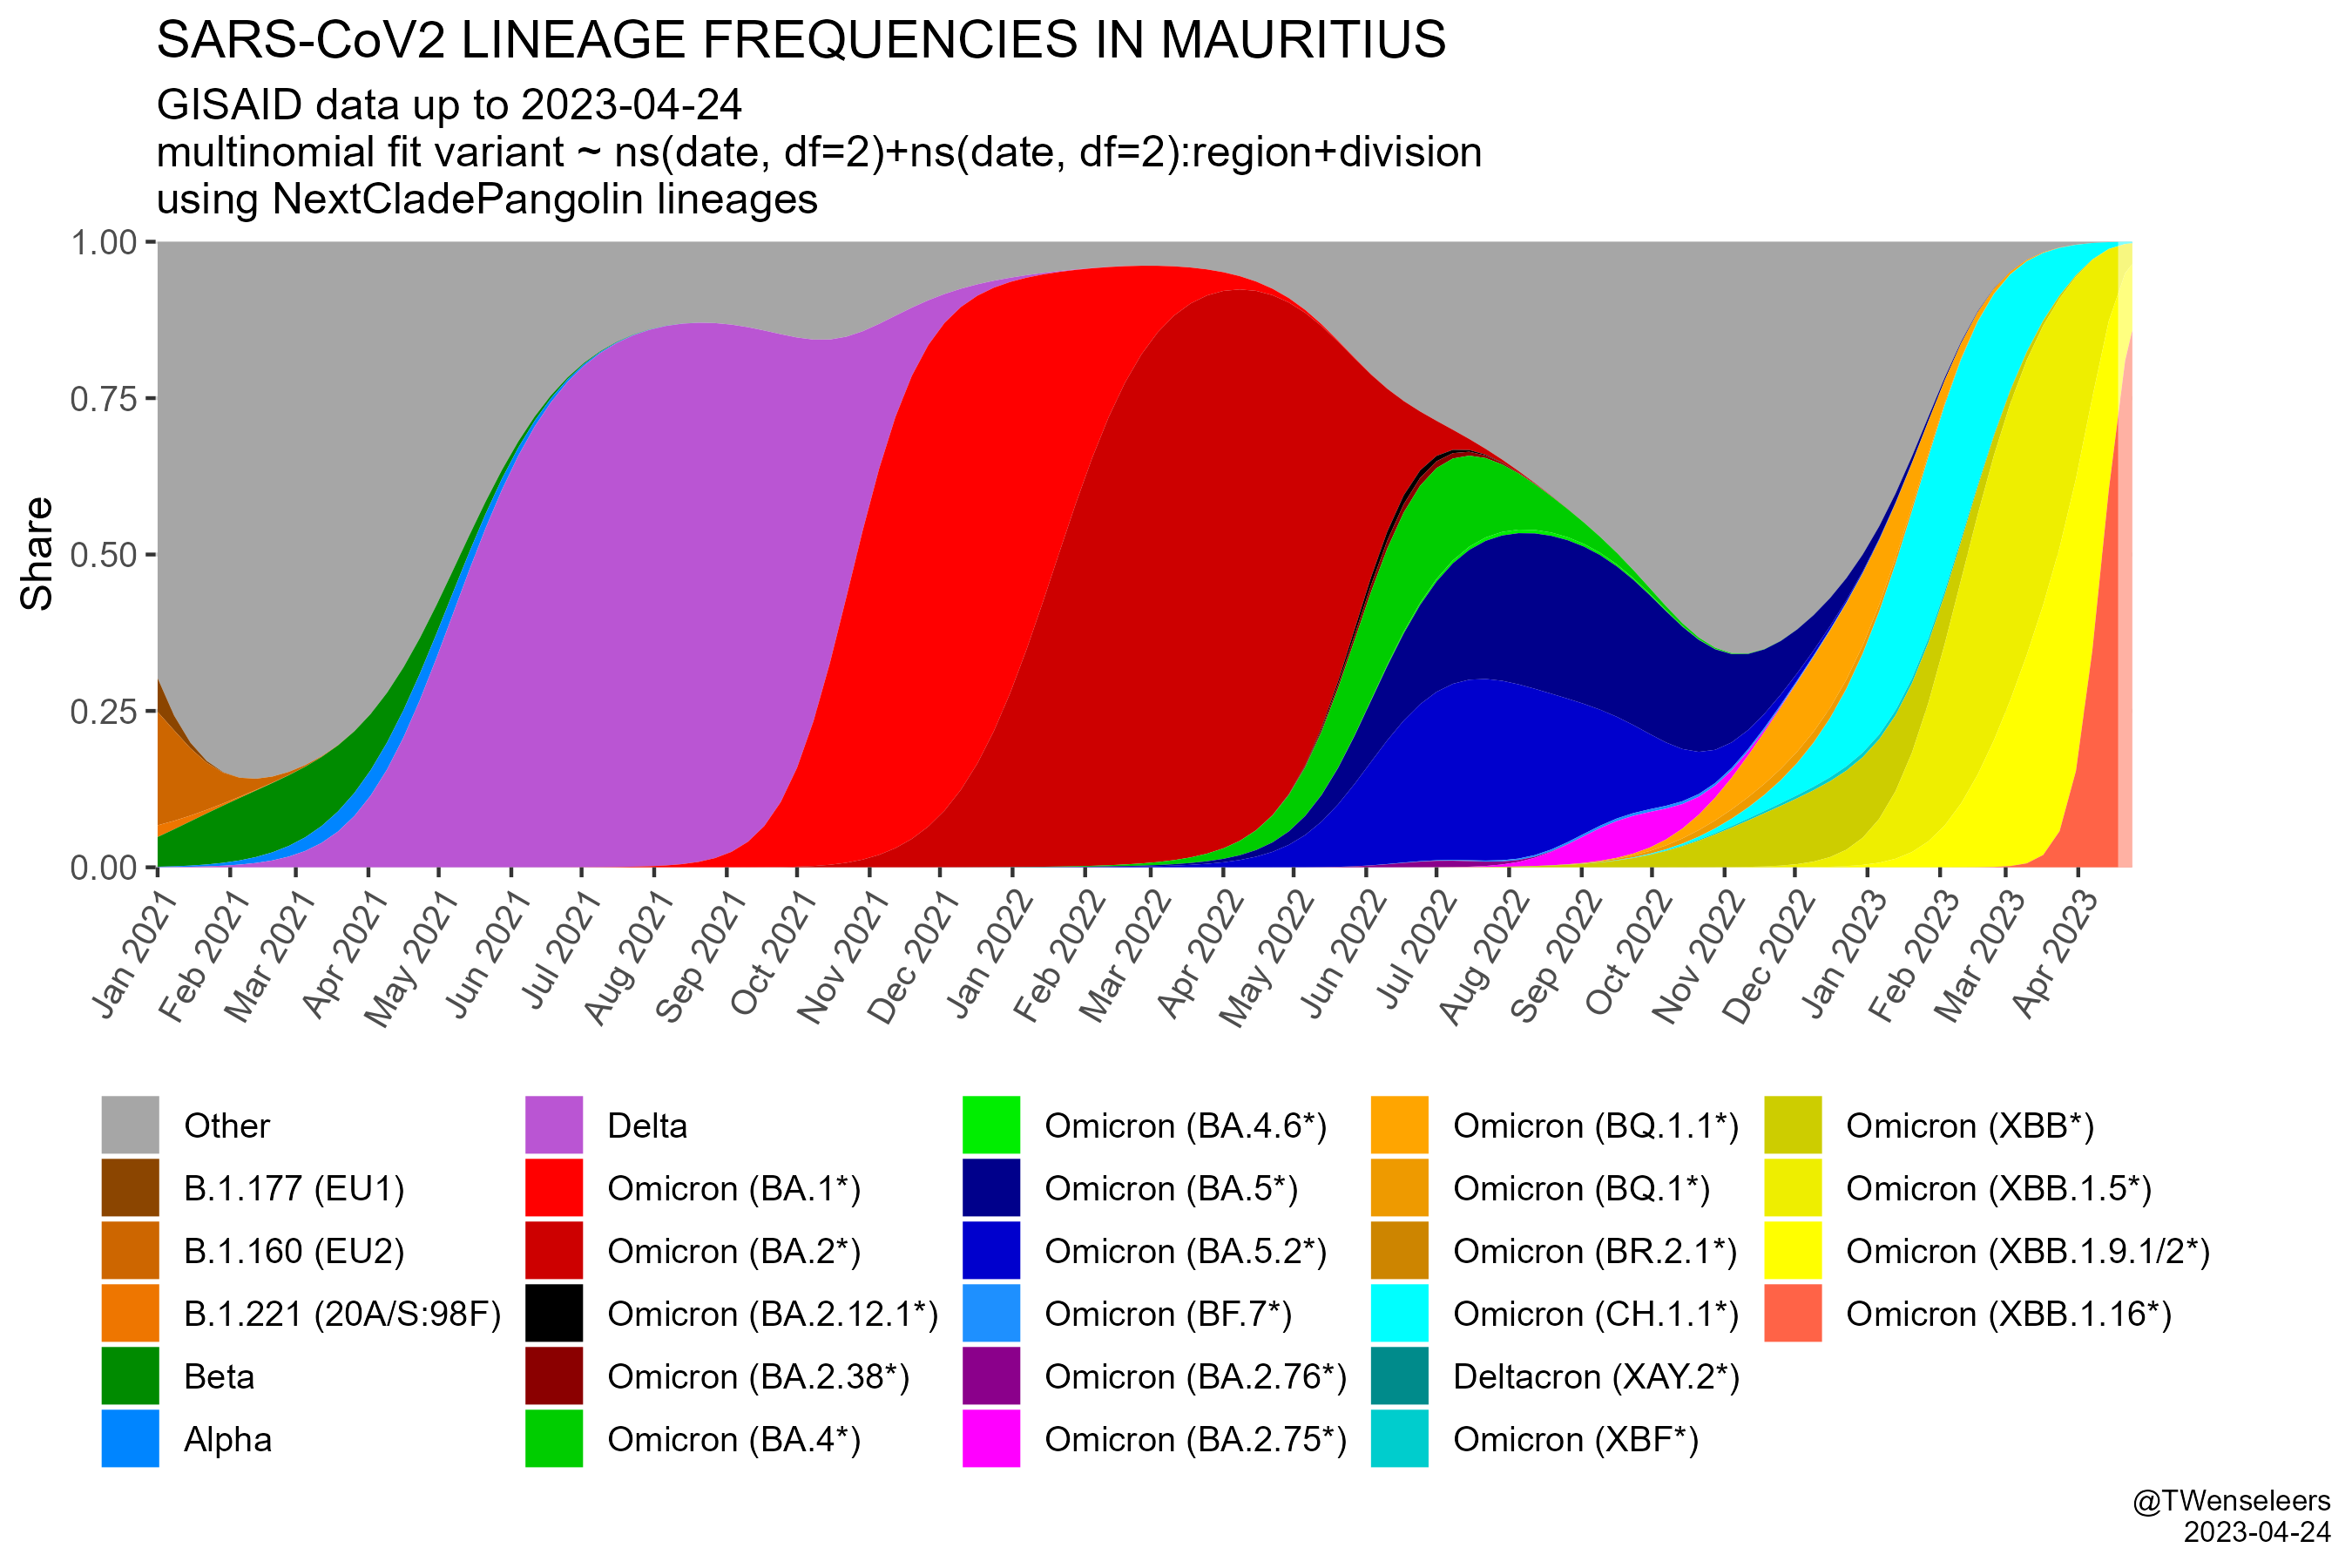 SARS-CoV2 LINEAGE FREQUENCIES IN MAURITIUS
GISAID data up to 2023-04-24
multinomial fit variant ~ ns(date, df=2)+ns(date, df=2):region+division
using NextCladePangolin lineages
Share
1.00
0.75
0.50
0.25
0.00
Jan 2021
Feb 2021
Mar 2021
Apr 2021
May 2021
Jun 2021
Jul 2021
Aug 2021
Sep 2021
Oct 2021
Nov 2021
Dec 2021
Jan 2022
Feb 2022
Mar 2022
Apr 2022
May 2022
Jun 2022
Jul 2022
Aug 2022
Sep 2022
Oct 2022
Nov 2022
Dec 2022
Jan 2023
Feb 2023
Mar 2023
Apr 2023
Other
B.1.177 (EU1)
B.1.160 (EU2)
B.1.221 (20A/S:98F)
Beta
Alpha
Delta
Omicron (BA.1*)
Omicron (BA.2*)
Omicron (BA.2.12.1*)
Omicron (BA.2.38*)
Omicron (BA.4*)
Omicron (BA.4.6*)
Omicron (BA.5*)
Omicron (BA.5.2*)
Omicron (BF.7*)
Omicron (BA.2.76*)
Omicron (BA.2.75*)
Omicron (BQ.1.1*)
Omicron (BQ.1*)
Omicron (BR.2.1*)
Omicron (CH.1.1*)
Deltacron (XAY.2*)
Omicron (XBF*)
Omicron (XBB*)
Omicron (XBB.1.5*)
Omicron (XBB.1.9.1/2*)
Omicron (XBB.1.16*)
@TWenseleers
2023-04-24